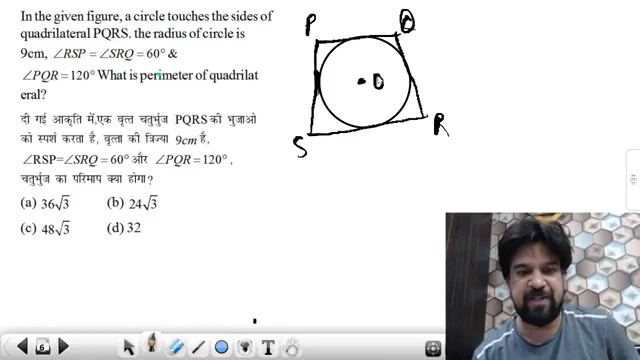 In the given figure, a circle touches the sides of
quadrilateral PQRS. the radius of circle is
9cm, ∠RSP = ∠SRQ = 60° &
∠PQR = 120° What is perimeter of quadrilat
eral?
दी गई आकृति में, एक वृत्त चतुर्भुज PQRS की भुजाओ
को स्पर्श करता है, वृत्ता की त्रिज्या 9cm है,
∠RSP=∠SRQ = 60° और ∠PQR = 120°,
चतुर्भुज का परिमाप क्या होगा?
(a) 36√3 (b) 24√3
(c) 48√3 (d) 32
P Q
O
S R
6 T